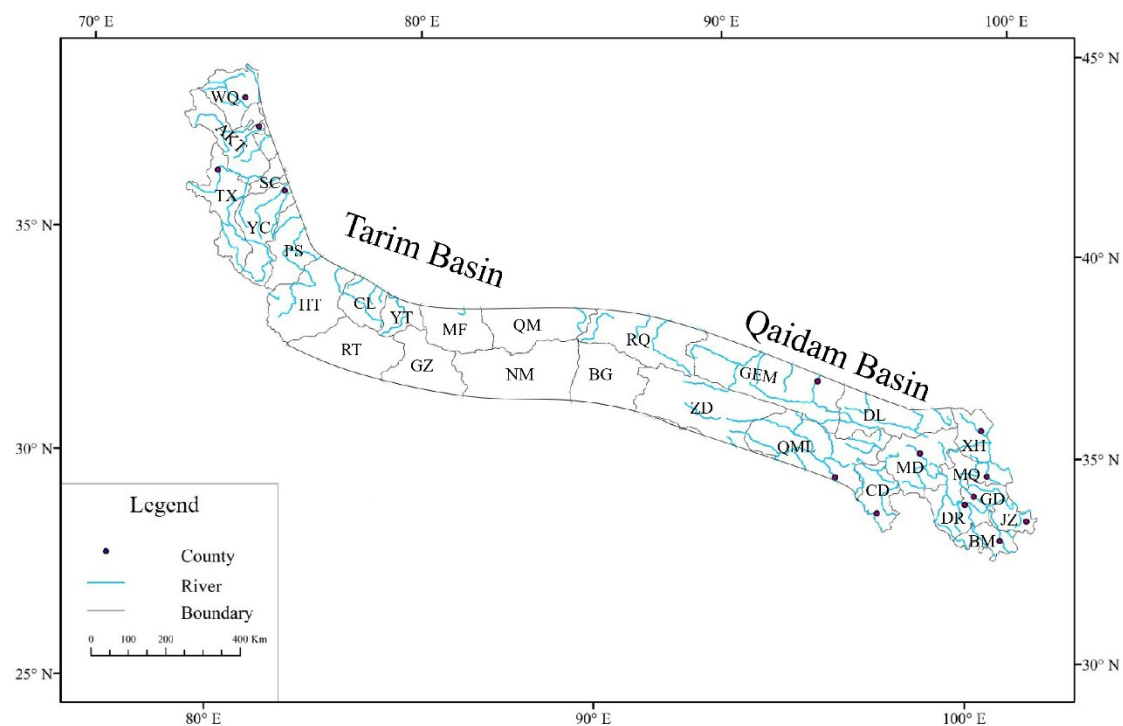 70° E 80° E 90° E 100° E
45° N
WQ
AKT
SC
TX
YC
35° N
Tarim Basin
PS
40° N
HT
CL
YT
MF
QM
RQ
Qaidam Basin
RT
GZ
NM
BG
GEM
ZD
DL
30° N
QML
XH
35° N
MD
MQ
CD
GD
DR
JZ
BM
Legend
County
River
Boundary
0 100 200 400 Km
25° N
30° N
80° E 90° E 100° E